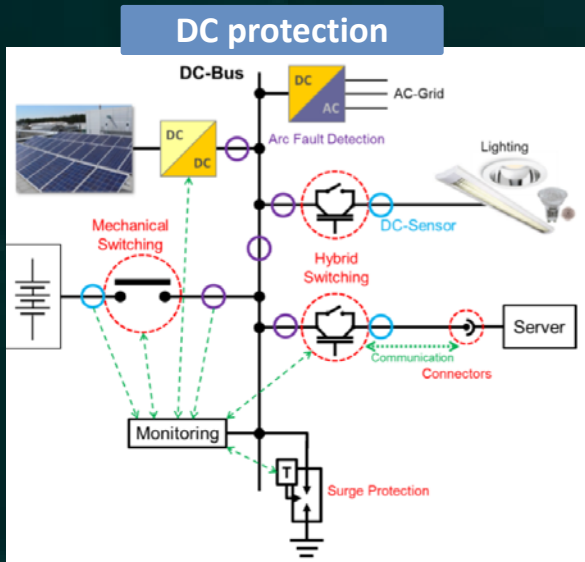 DC protection
DC-Bus
DC
AC
AC-Grid
DC
DC
Arc Fault Detection
Lighting
DC-Sensor
Mechanical
Switching
Hybrid
Switching
Server
Communication
Connectors
Monitoring
T
Surge Protection